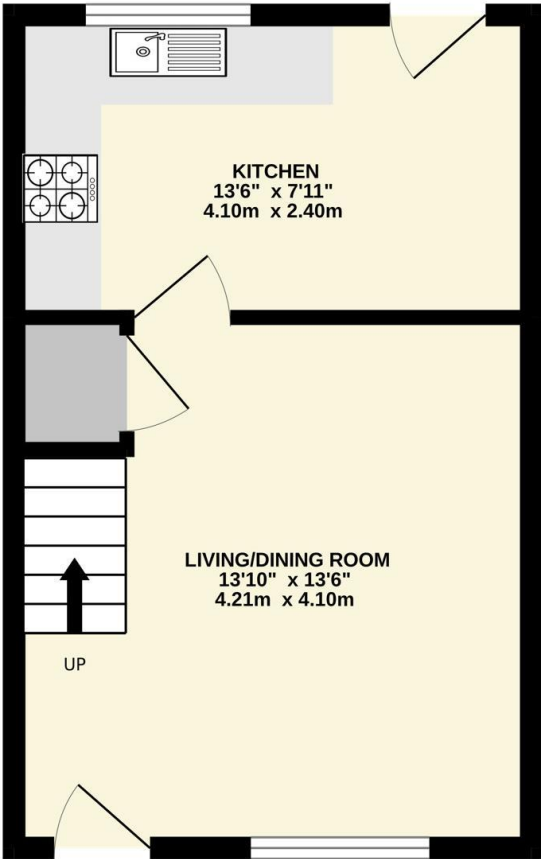 KITCHEN
13'6" x 7'11"
4.10m x 2.40m
LIVING/DINING ROOM
13'10" x 13'6"
4.21m x 4.10m
UP